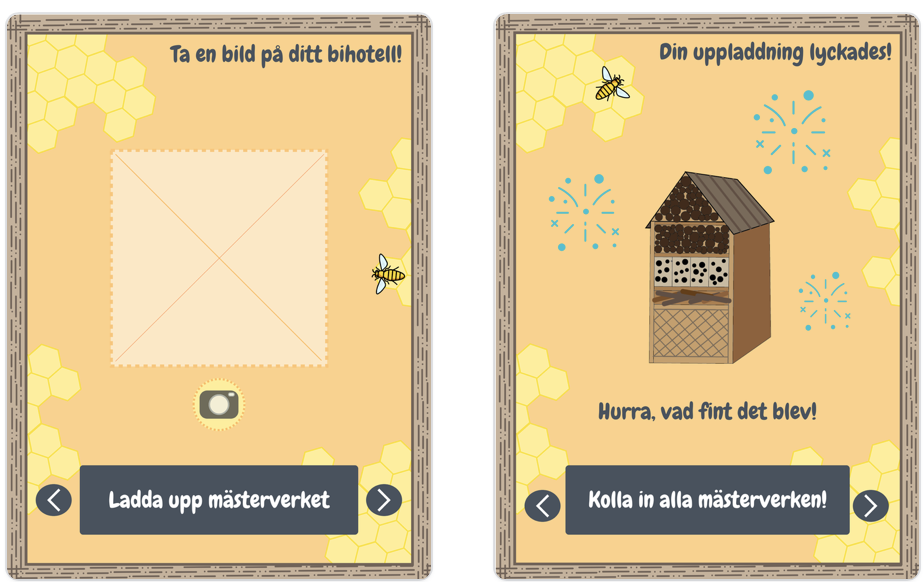 Ta en bild på ditt bihotell!
Ladda upp mästerverket
Din uppladdning lyckades!
Hurra, vad fint det blev!
Kolla in alla mästerverken!